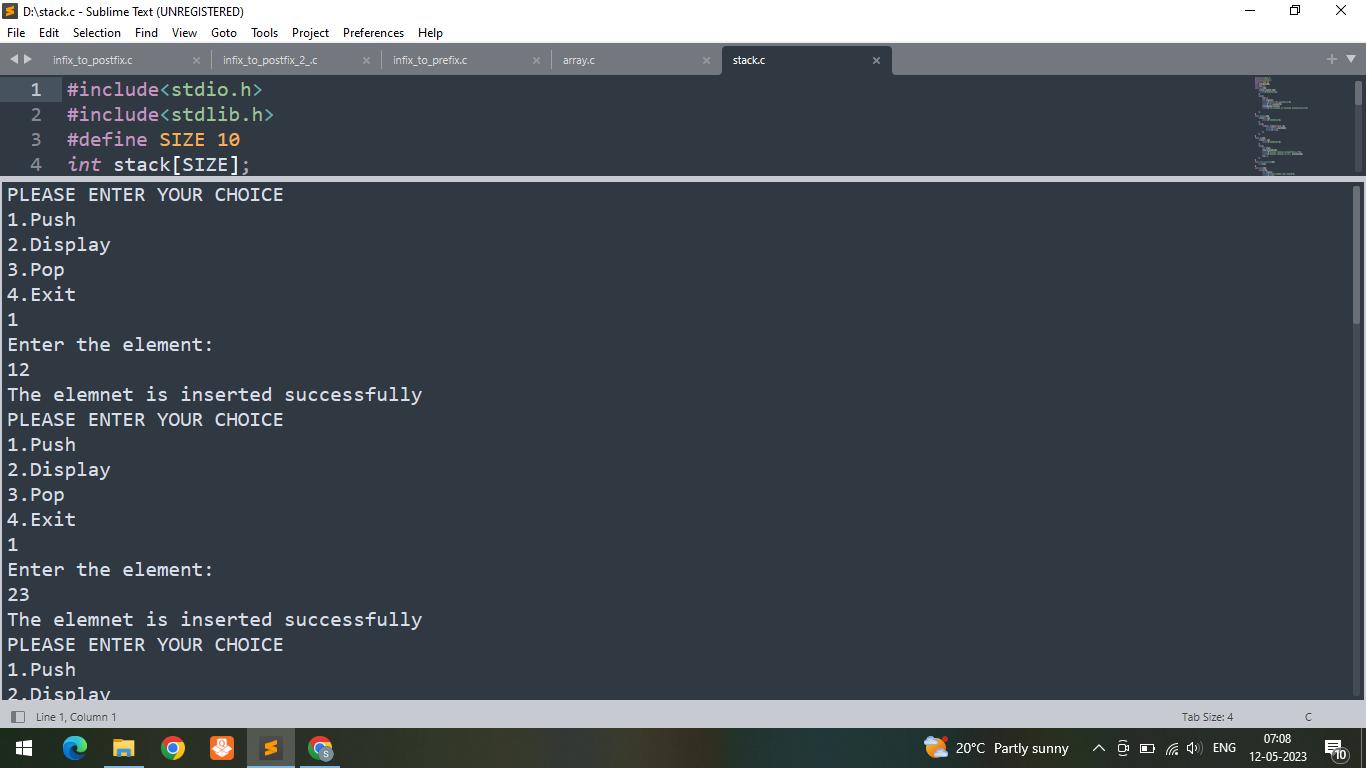 D:\stack.c - Sublime Text (UNREGISTERED)
File Edit Selection Find View Goto Tools Project Preferences Help
infix_to_postfix.c infix_to_postfix_2_.c infix_to_prefix.c array.c stack.c
1 #include<stdio.h>
2 #include<stdlib.h>
3 #define SIZE 10
4 int stack[SIZE];
PLEASE ENTER YOUR CHOICE
1.Push
2.Display
3.Pop
4.Exit
1
Enter the element:
12
The elemnet is inserted successfully
PLEASE ENTER YOUR CHOICE
1.Push
2.Display
3.Pop
4.Exit
1
Enter the element:
23
The elemnet is inserted successfully
PLEASE ENTER YOUR CHOICE
1.Push
2.Display
Line 1, Column 1 Tab Size: 4 C
20°C Partly sunny ENG 07:08
12-05-2023 10